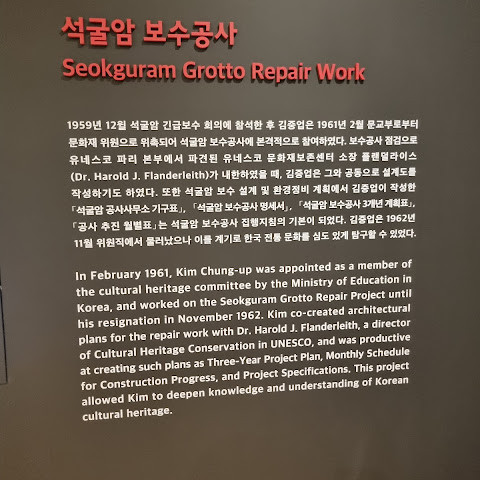 석굴암 보수공사
Seokguram Grotto Repair Work
1959년 12월 석굴암 긴급보수 회의에 참석한 후 김중업은 1961년 2월 문교부로부터
문화재 위원으로 위촉되어 석굴암 보수공사에 본격적으로 참여하였다. 보수공사 점검으로
유네스코 파리 본부에서 파견된 유네스코 문화재보존센터 소장 플랜덜라이스
(Dr. Harold J. Flanderleith)가 내한하였을 때, 김중업은 그와 공동으로 설계도를
작성하기도 하였다. 또한 석굴암 보수 설계 및 환경정비 계획에서 김중업이 작성한
「석굴암 공사사무소 기구표」, 「석굴암 보수공사 명세서」, 「석굴암 보수공사 3개년 계획표」,
「공사 추진 월별표」는 석굴암 보수공사 집행지침의 기본이 되었다. 김중업은 1962년
11월 위원직에서 물러났으나 이를 계기로 한국 전통 문화를 심도 있게 탐구할 수 있었다.
In February 1961, Kim Chung-up was appointed as a member of
the cultural heritage committee by the Ministry of Education in
Korea, and worked on the Seokguram Grotto Repair Project until
his resignation in November 1962. Kim co-created architectural
plans for the repair work with Dr. Harold J. Flanderleith, a director
of Cultural Heritage Conservation in UNESCO, and was productive
at creating such plans as Three-Year Project Plan, Monthly Schedule
for Construction Progress, and Project Specifications. This project
allowed Kim to deepen knowledge and understanding of Korean
cultural heritage.